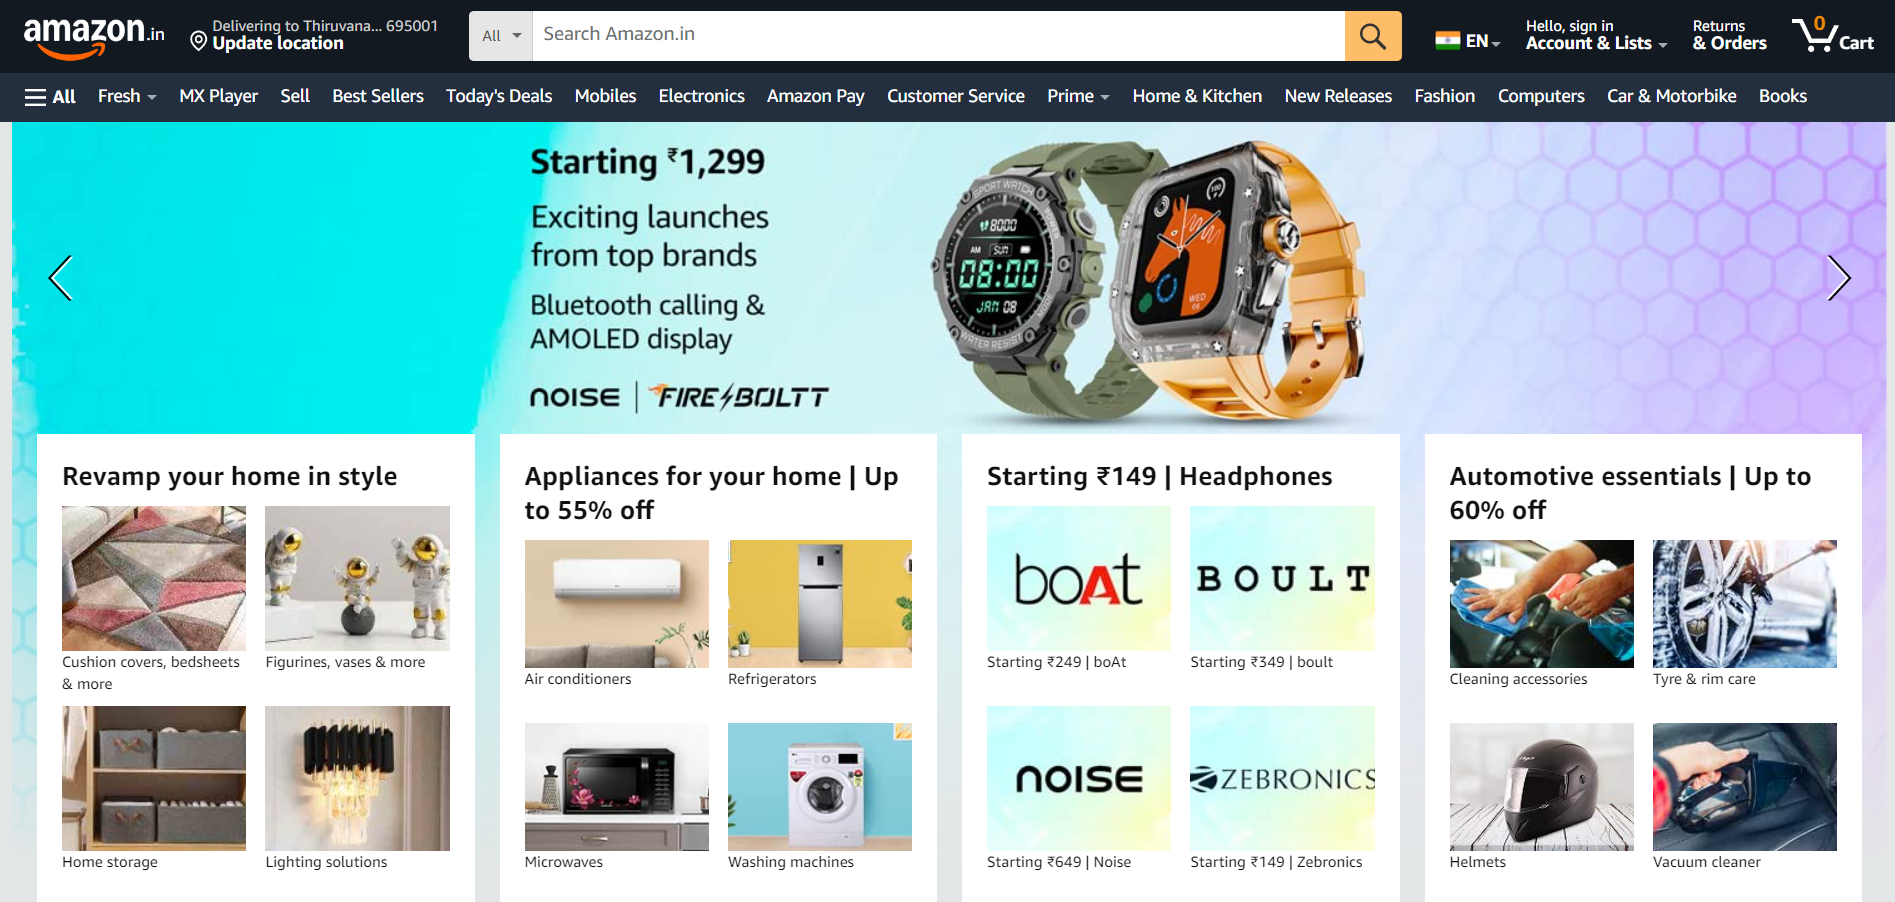 amazon.in
Delivering to Thiruvana... 695001
Update location
All
Search Amazon.in
EN
Hello, sign in
Account & Lists
Returns
& Orders
0
Cart
All
Fresh
MX Player
Sell
Best Sellers
Today's Deals
Mobiles
Electronics
Amazon Pay
Customer Service
Prime
Home & Kitchen
New Releases
Fashion
Computers
Car & Motorbike
Books
Starting ₹1,299
Exciting launches
from top brands
Bluetooth calling &
AMOLED display
noise | FIRE-BOLTT
SPORT WATCH
8000
AM SUN
08:00
JAN 08
WATER RESIST
100
WED
Revamp your home in style
Cushion covers, bedsheets
& more
Figurines, vases & more
Home storage
Lighting solutions
Appliances for your home | Up
to 55% off
Air conditioners
Refrigerators
Microwaves
Washing machines
Starting ₹149 | Headphones
boAt
BOULT
Starting ₹249 | boAt
Starting ₹349 | boult
noise
ZEBRONICS
Starting ₹649 | Noise
Starting ₹149 | Zebronics
Automotive essentials | Up to
60% off
Cleaning accessories
Tyre & rim care
Helmets
Vacuum cleaner